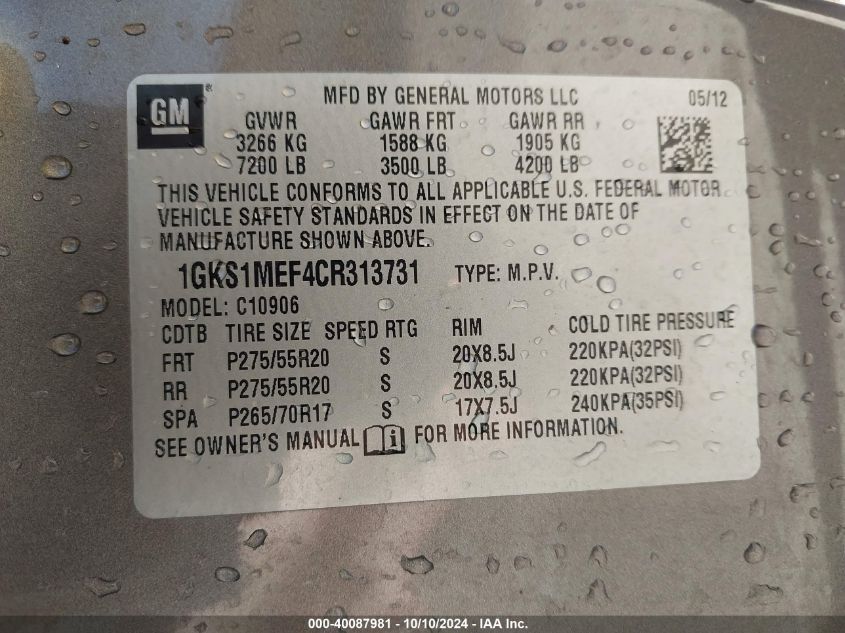 GM
MFD BY GENERAL MOTORS LLC 05/12
GVWR GAWR FRT GAWR RR
3266 KG 1588 KG 1905 KG
7200 LB 3500 LB 4200 LB
THIS VEHICLE CONFORMS TO ALL APPLICABLE U.S. FEDERAL MOTOR
VEHICLE SAFETY STANDARDS IN EFFECT ON THE DATE OF
MANUFACTURE SHOWN ABOVE.
1GKS1MEF4CR313731 TYPE: M.P.V.
MODEL: C10906
CDTB TIRE SIZE SPEED RTG RIM COLD TIRE PRESSURE
FRT P275/55R20 S 20X8.5J 220KPA(32PSI)
RR P275/55R20 S 20X8.5J 220KPA(32PSI)
SPA P265/70R17 S 17X7.5J 240KPA(35PSI)
SEE OWNER'S MANUAL i FOR MORE INFORMATION.
000-40087981 - 10/10/2024 - IAA Inc.